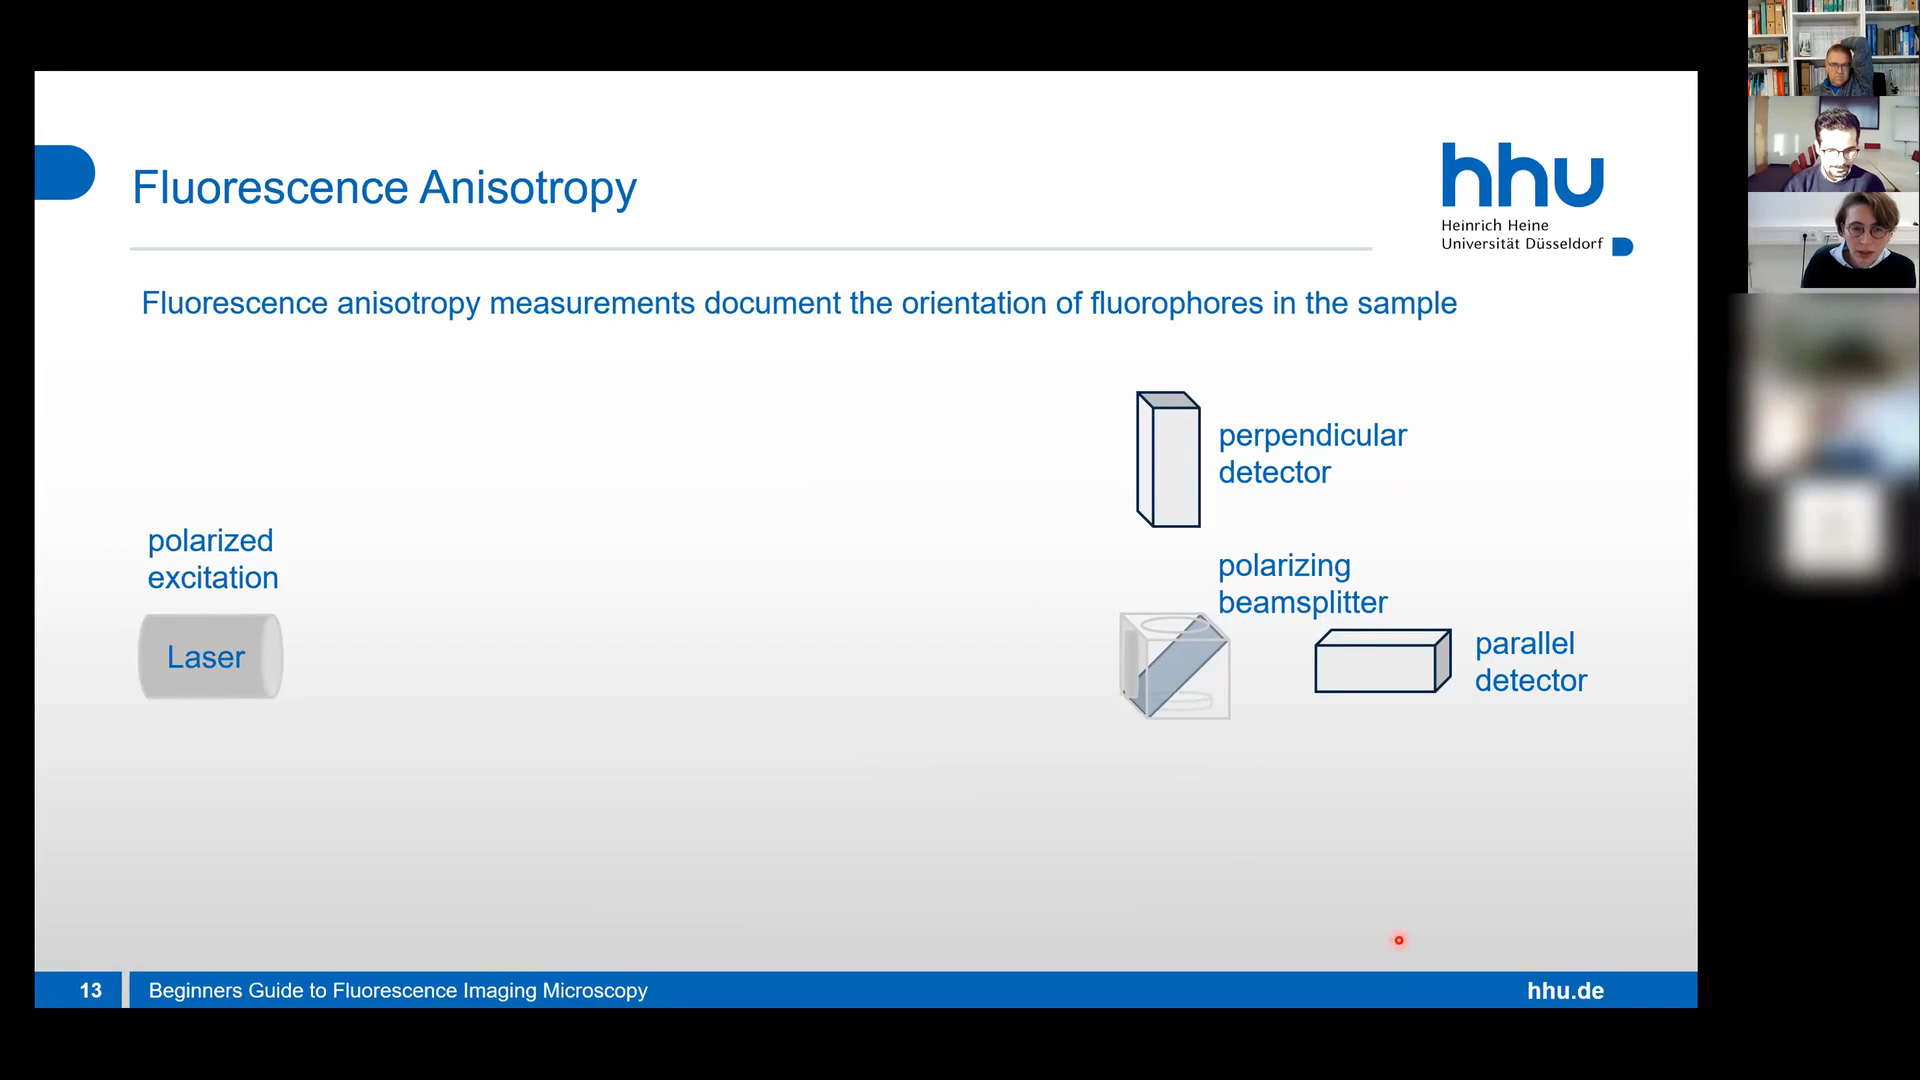 Fluorescence Anisotropy
hhu
Heinrich Heine
Universität Düsseldorf
Fluorescence anisotropy measurements document the orientation of fluorophores in the sample
perpendicular
detector
polarized
excitation
polarizing
beamsplitter
Laser
parallel
detector
13
Beginners Guide to Fluorescence Imaging Microscopy
hhu.de